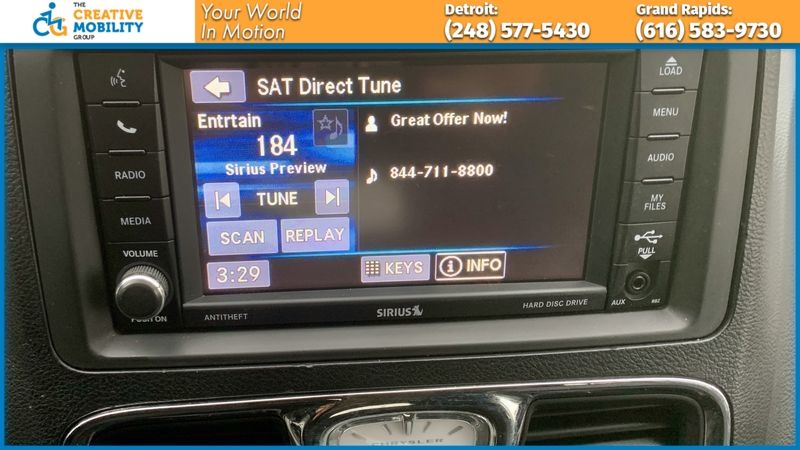 THE
CREATIVE
MOBILITY
GROUP
Your World
In Motion
Detroit:
(248) 577-5430
Grand Rapids:
(616) 583-9730
SAT Direct Tune
Entrtain
184
Sirius Preview
TUNE
SCAN
REPLAY
3:29
Great Offer Now!
844-711-8800
KEYS
INFO
RADIO
MEDIA
VOLUME
PUSH ON
LOAD
MENU
AUDIO
MY
FILES
PULL
AUX
RBZ
ANTITHEFT
SIRIUS
HARD DISC DRIVE
CHRYSLER